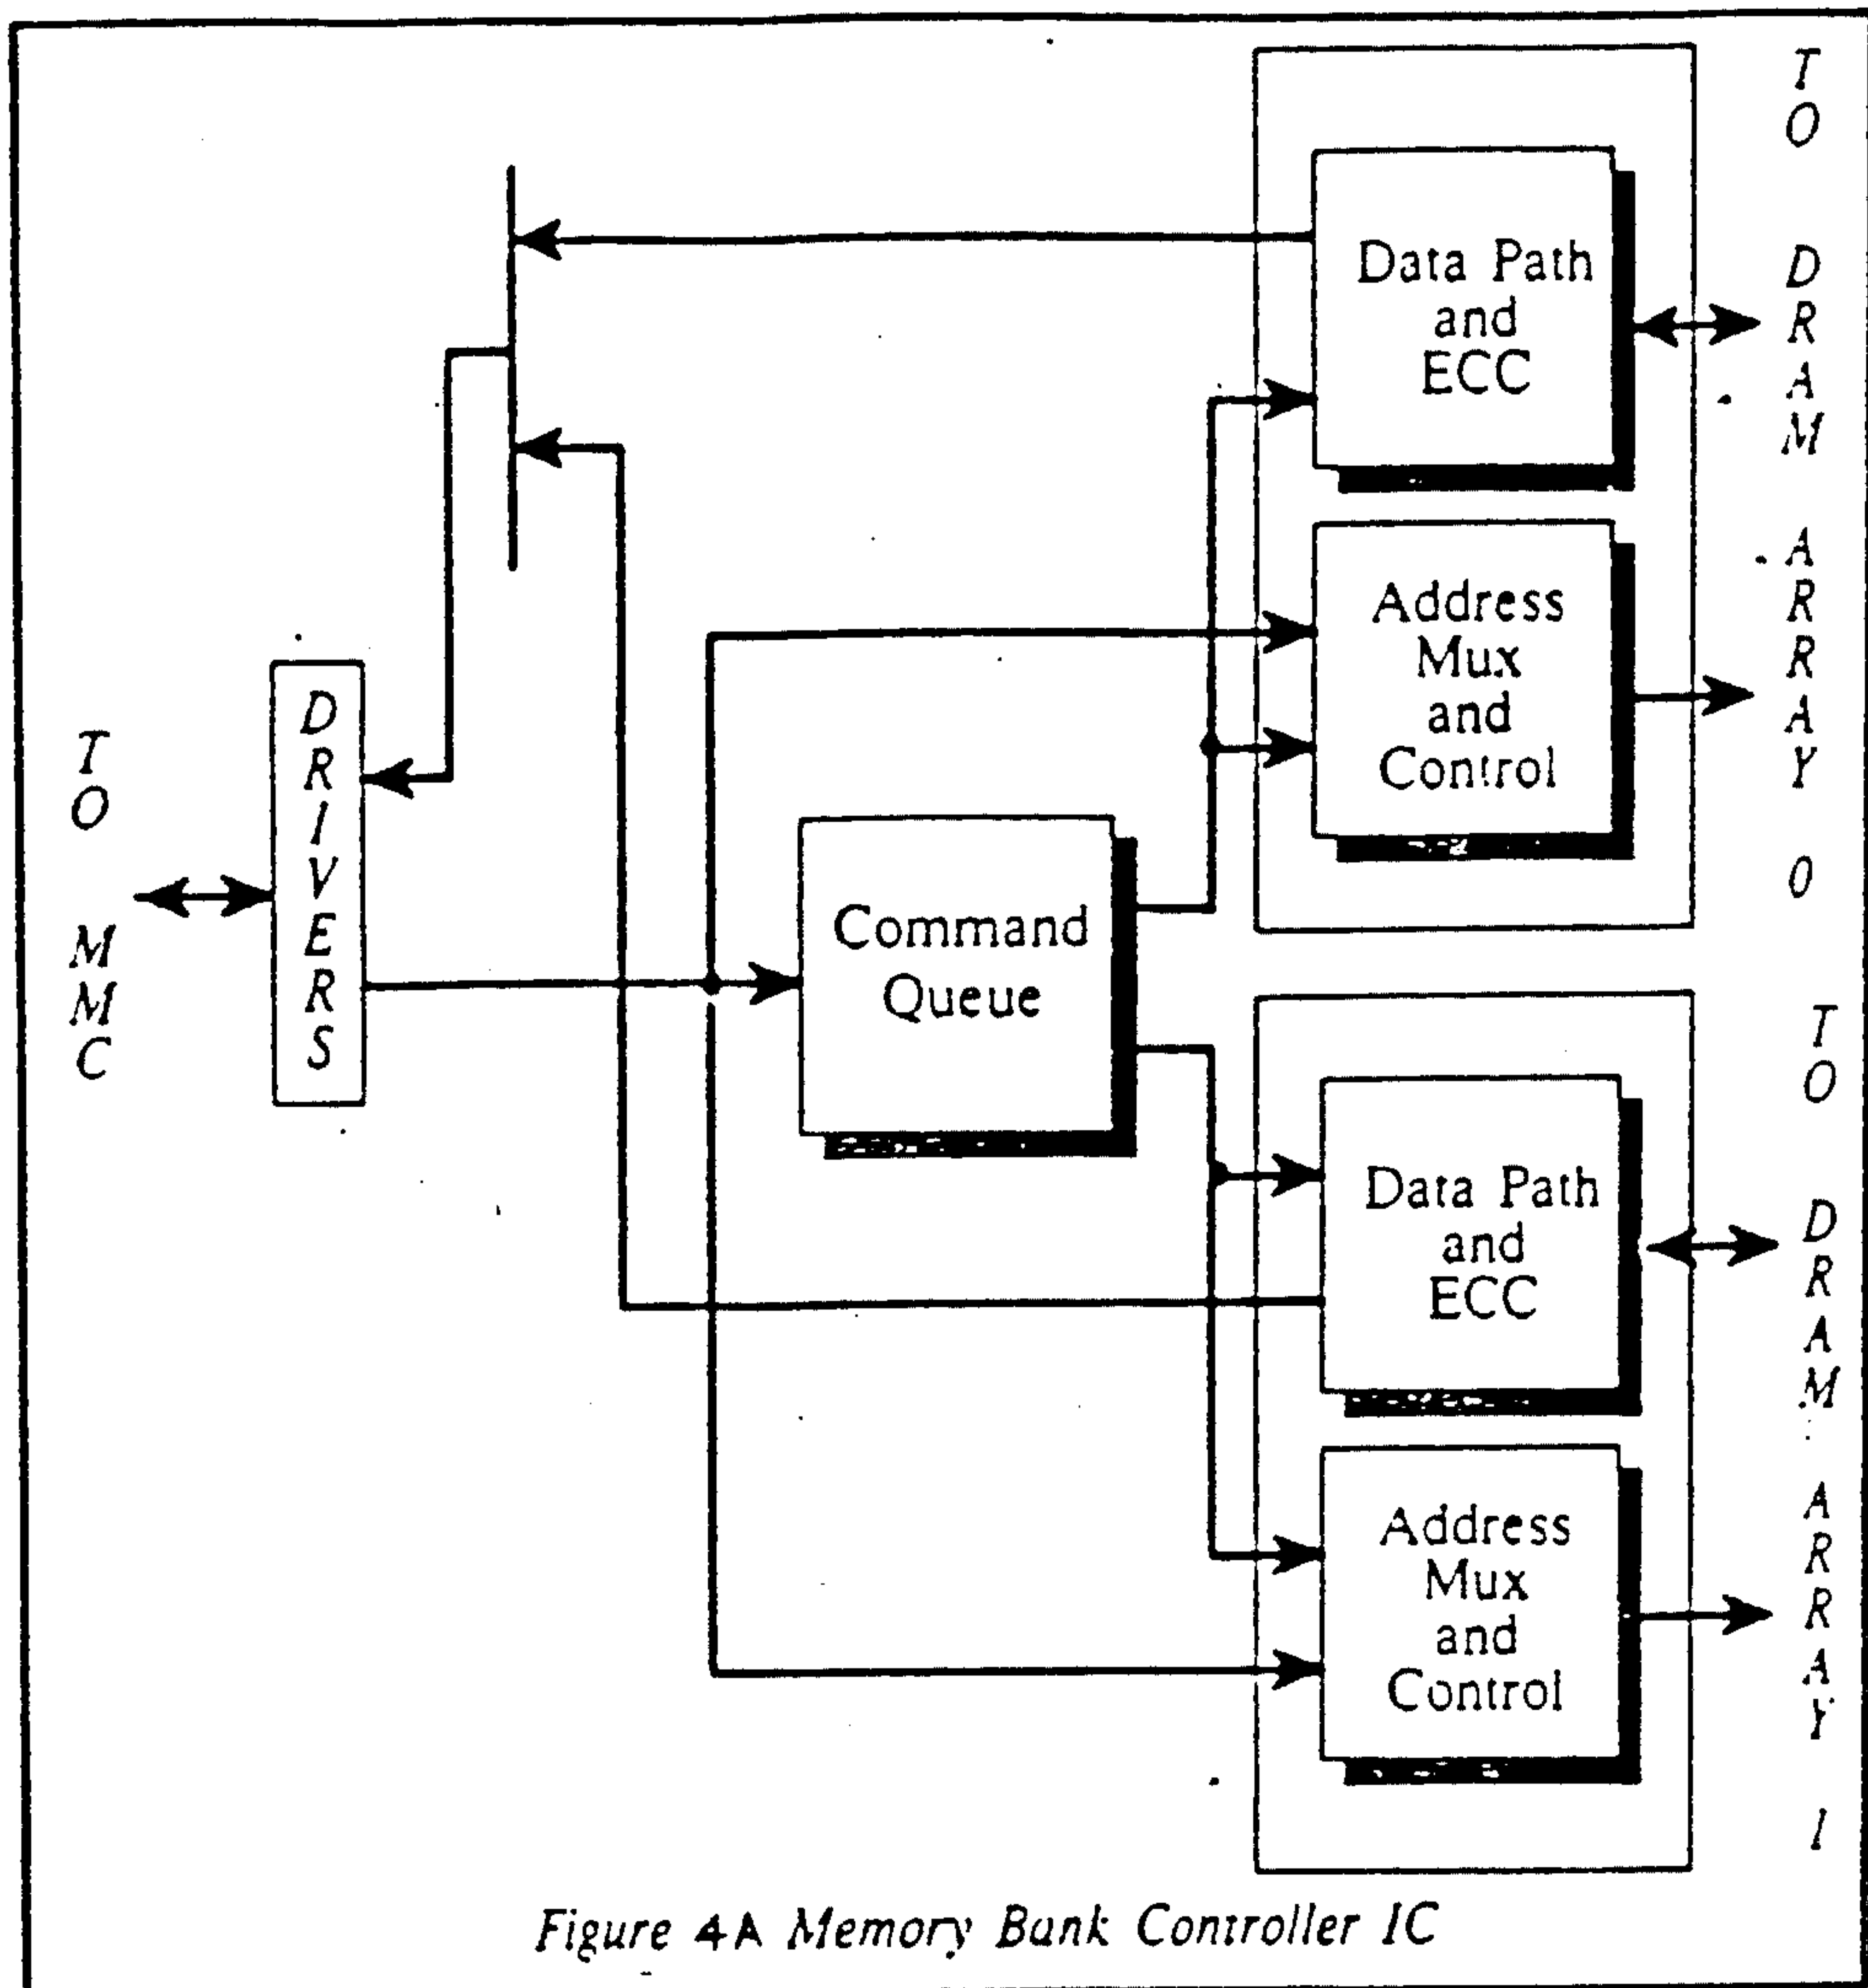 TO MMC
DRIVERS
Command
Queue
Data Path
and
ECC
Address
Mux
and
Control
TO DRAM ARRAY 0
Data Path
and
ECC
Address
Mux
and
Control
TO DRAM ARRAY 1
Figure 4A Memory Bank Controller IC